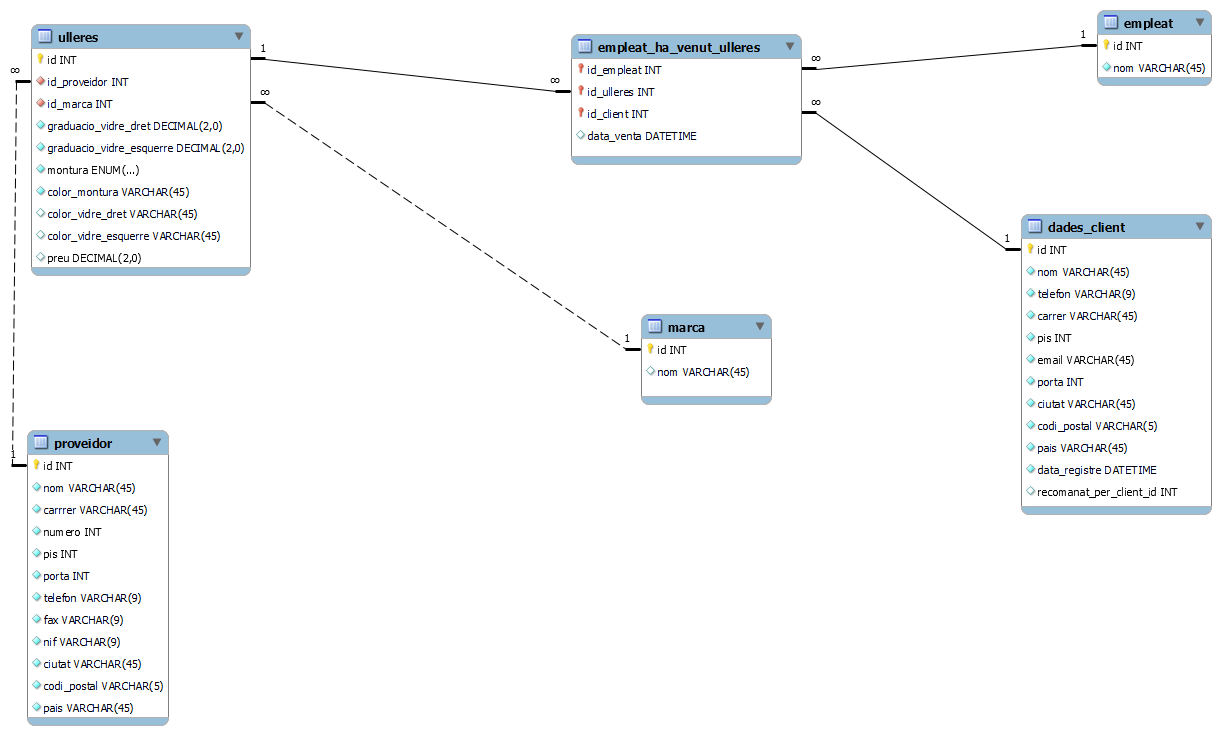 ulleres
id INT
id_proveidor INT
id_marca INT
graduacio_vidre_dret DECIMAL(2,0)
graduacio_vidre_esquerre DECIMAL(2,0)
montura ENUM(...)
color_montura VARCHAR(45)
color_vidre_dret VARCHAR(45)
color_vidre_esquerre VARCHAR(45)
preu DECIMAL(2,0)
1
∞
∞
∞
1
empleat_ha_venut_ulleres
id_empleat INT
id_ulleres INT
id_client INT
data_venta DATETIME
∞
∞
1
1
empleat
id INT
nom VARCHAR(45)
dades_client
id INT
nom VARCHAR(45)
telefon VARCHAR(9)
carrer VARCHAR(45)
pis INT
email VARCHAR(45)
porta INT
ciutat VARCHAR(45)
codi_postal VARCHAR(5)
pais VARCHAR(45)
data_registre DATETIME
recomanat_per_client_id INT
1
marca
id INT
nom VARCHAR(45)
proveidor
id INT
nom VARCHAR(45)
carrrer VARCHAR(45)
numero INT
pis INT
porta INT
telefon VARCHAR(9)
fax VARCHAR(9)
nif VARCHAR(9)
ciutat VARCHAR(45)
codi_postal VARCHAR(5)
pais VARCHAR(45)